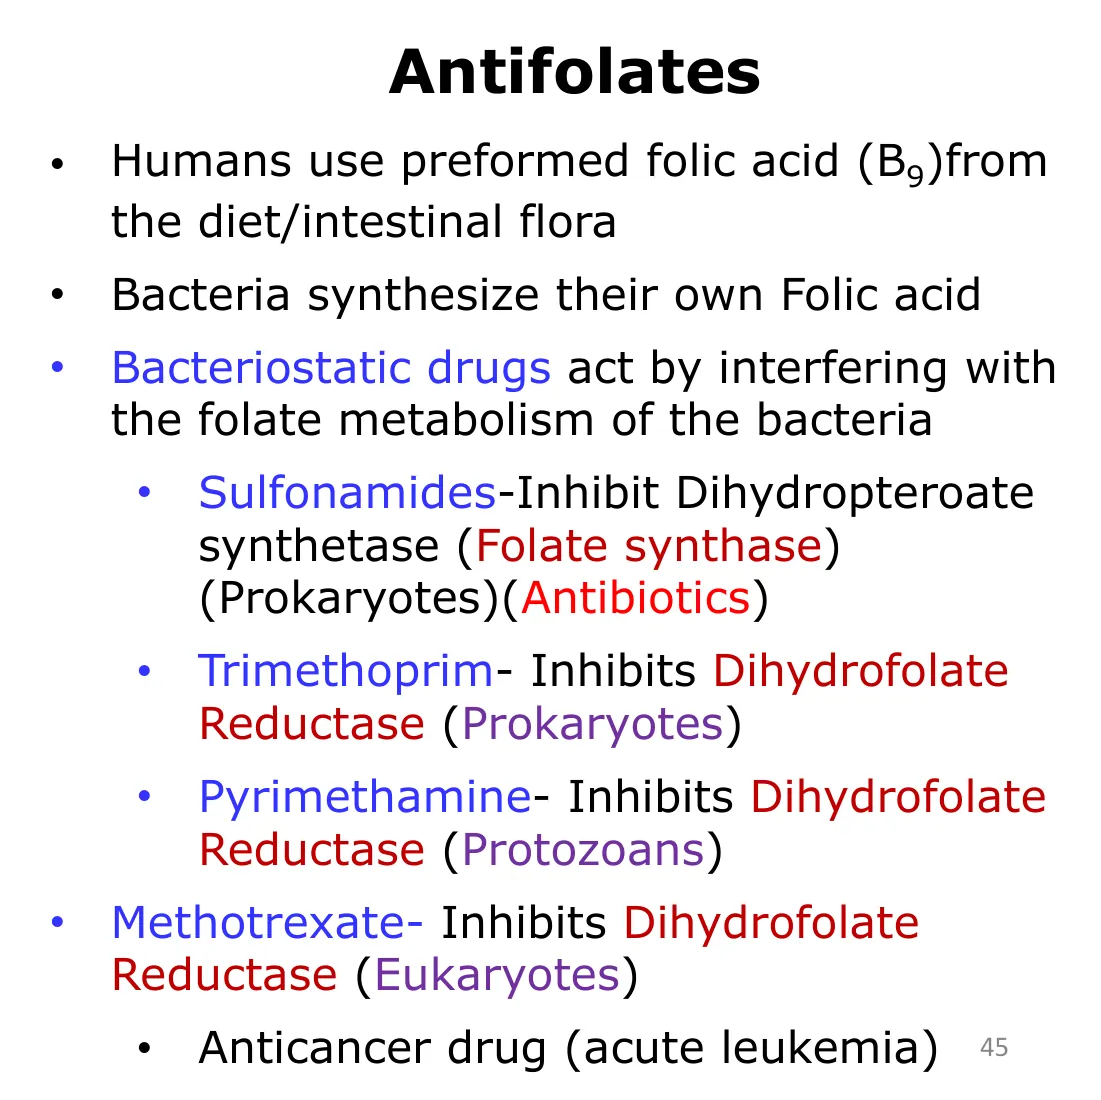 Antifolates
• Humans use preformed folic acid (B9)from
the diet/intestinal flora
• Bacteria synthesize their own Folic acid
• Bacteriostatic drugs act by interfering with
the folate metabolism of the bacteria
• Sulfonamides-Inhibit Dihydropteroate
synthetase (Folate synthase)
(Prokaryotes)(Antibiotics)
• Trimethoprim- Inhibits Dihydrofolate
Reductase (Prokaryotes)
• Pyrimethamine- Inhibits Dihydrofolate
Reductase (Protozoans)
• Methotrexate- Inhibits Dihydrofolate
Reductase (Eukaryotes)
• Anticancer drug (acute leukemia) 45